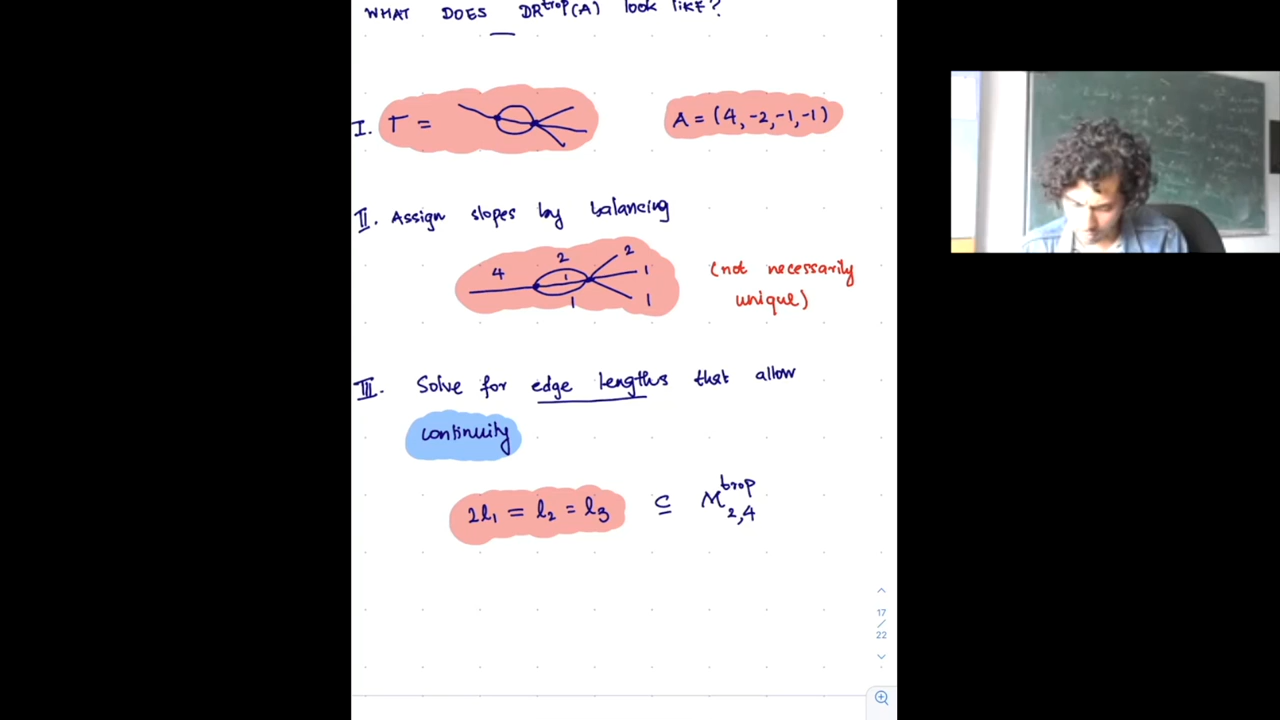 WHAT DOES DR^trop(A) look like?
I. Γ = A = (4, -2, -1, -1)
II. Assign slopes by balancing
4 2 1 1 2 1 1
(not necessarily
unique)
III. Solve for edge lengths that allow
continuity
2l₁ = l₂ = l₃ ⊆ M^trop_2,4
17
/
22